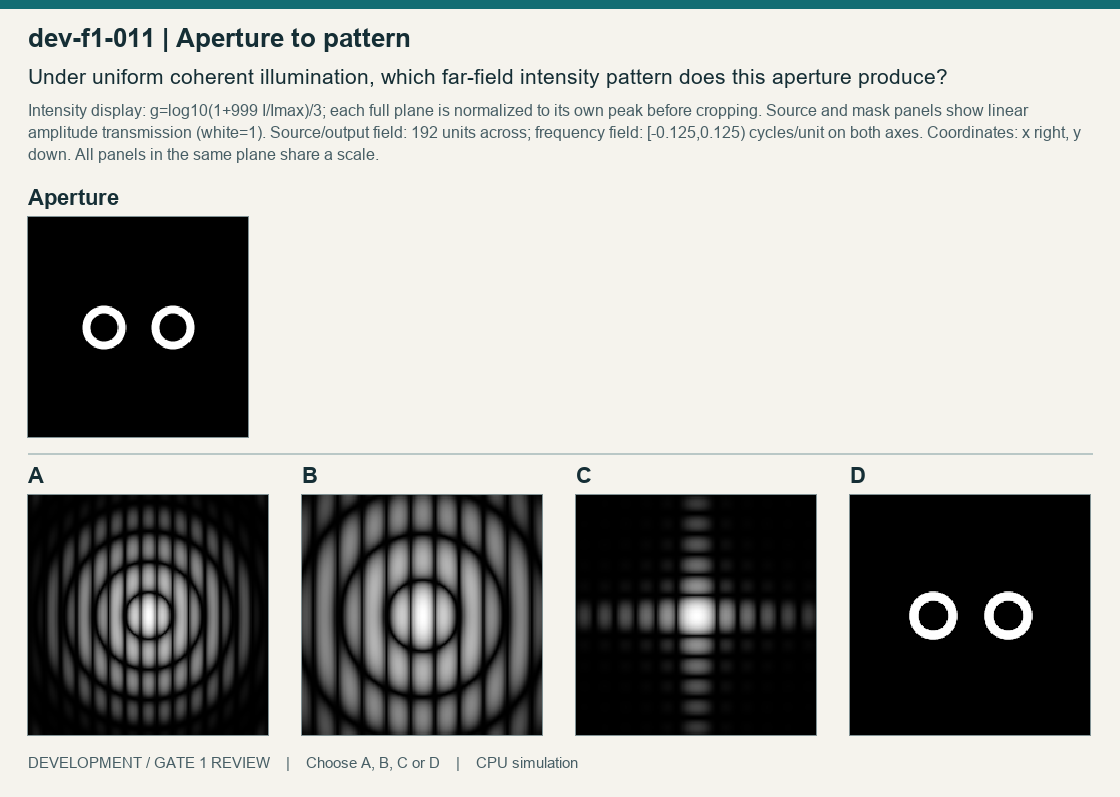 dev-f1-011 | Aperture to pattern
Under uniform coherent illumination, which far-field intensity pattern does this aperture produce?
Intensity display: g=log10(1+999 I/Imax)/3; each full plane is normalized to its own peak before cropping. Source and mask panels show linear
amplitude transmission (white=1). Source/output field: 192 units across; frequency field: [-0.125,0.125) cycles/unit on both axes. Coordinates: x right, y
down. All panels in the same plane share a scale.
Aperture
A B C D
DEVELOPMENT / GATE 1 REVIEW | Choose A, B, C or D | CPU simulation